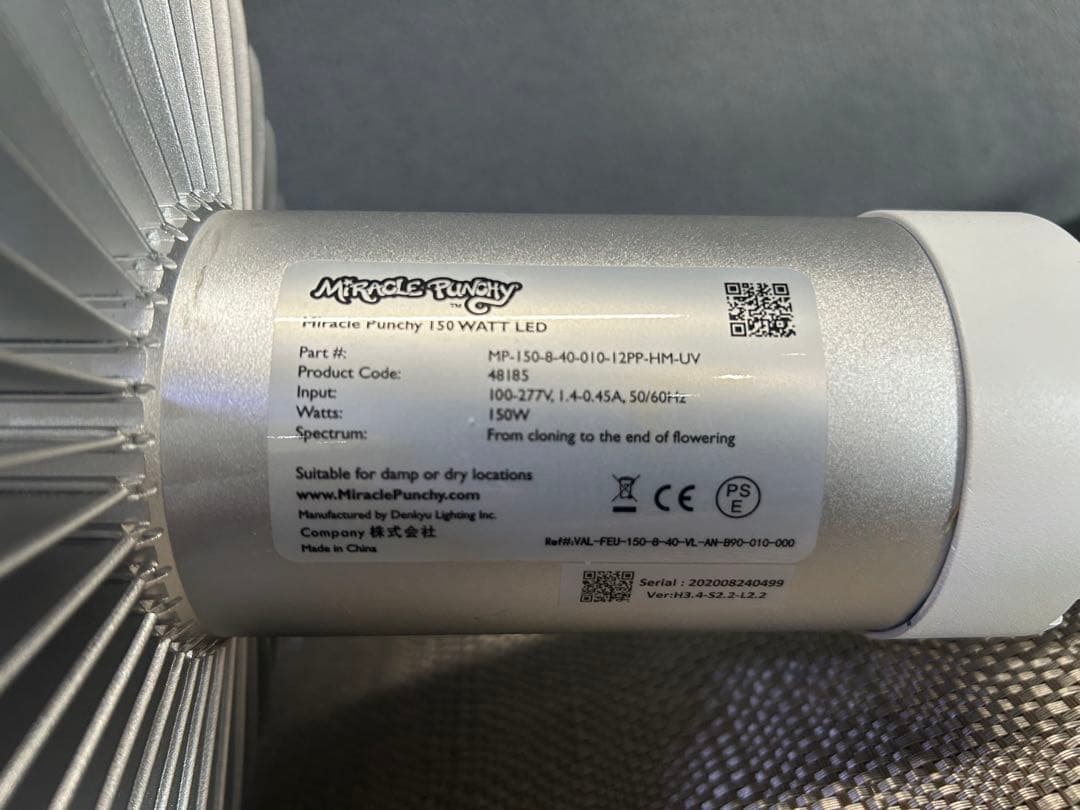 MiRACLE PUNCHY
TM
Miracle Punchy 150 WATT LED
Part #: MP-150-8-40-010-12PP-HM-UV
Product Code: 48185
Input: 100-277V, 1.4-0.45A, 50/60Hz
Watts: 150W
Spectrum: From cloning to the end of flowering
Suitable for damp or dry locations
www.MiraclePunchy.com
Manufactured by Denkyu Lighting Inc.
Company 株式会社
Made in China
CE
PS
E
Ref#:VAL-FEU-150-8-40-VL-AN-B90-010-000
Serial : 202008240499
Ver:H3.4-S2.2-L2.2